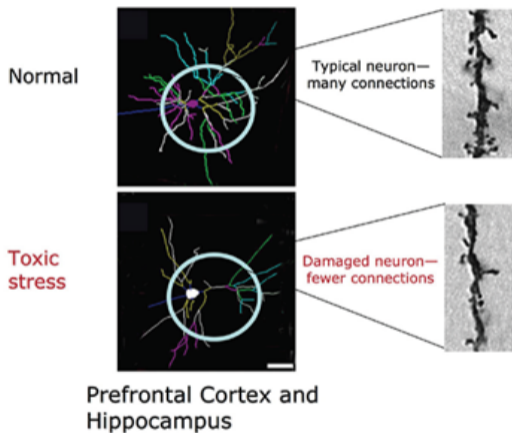 Normal
Typical neuron—
many connections
Toxic
stress
Damaged neuron—
fewer connections
Prefrontal Cortex and
Hippocampus